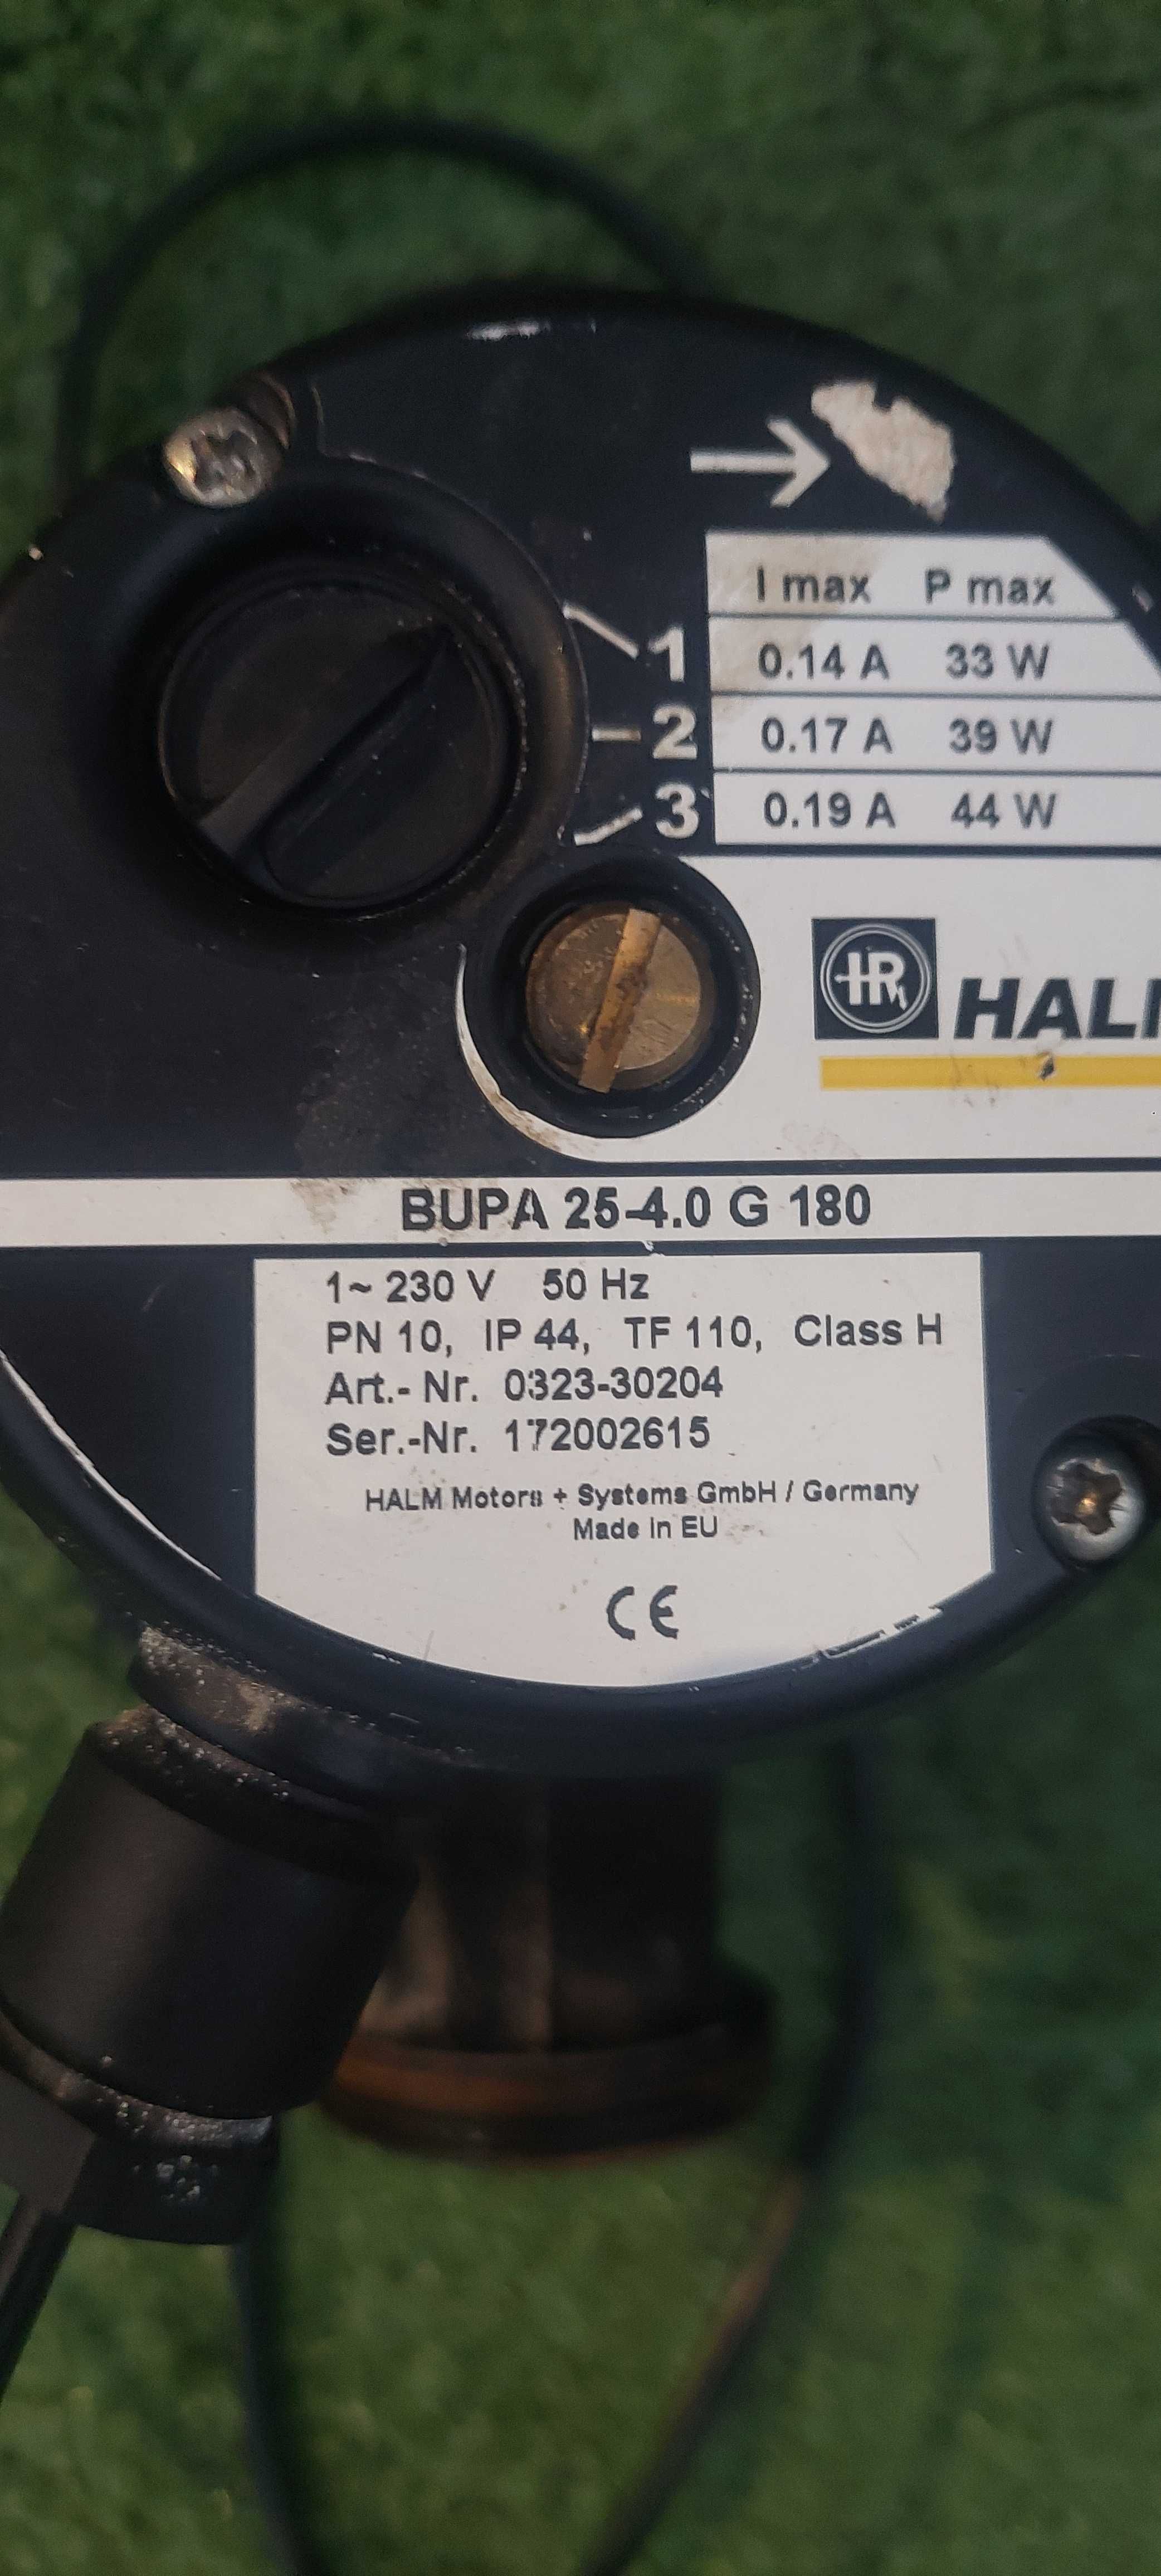 I max P max
1 0.14 A 33 W
2 0.17 A 39 W
3 0.19 A 44 W
HR
BUPA 25-4.0 G 180
1~ 230 V 50 Hz
PN 10, IP 44, TF 110, Class H
Art.- Nr. 0323-30204
Ser.-Nr. 172002615
HALM Motors + Systems GmbH / Germany
Made in EU
CE